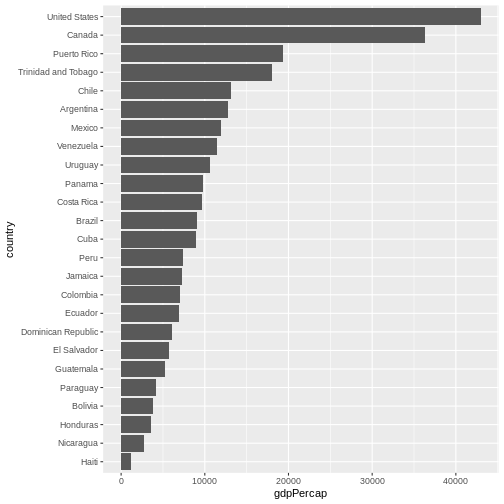 country
United States
Canada
Puerto Rico
Trinidad and Tobago
Chile
Argentina
Mexico
Venezuela
Uruguay
Panama
Costa Rica
Brazil
Cuba
Peru
Jamaica
Colombia
Ecuador
Dominican Republic
El Salvador
Guatemala
Paraguay
Bolivia
Honduras
Nicaragua
Haiti
0 10000 20000 30000 40000
gdpPercap